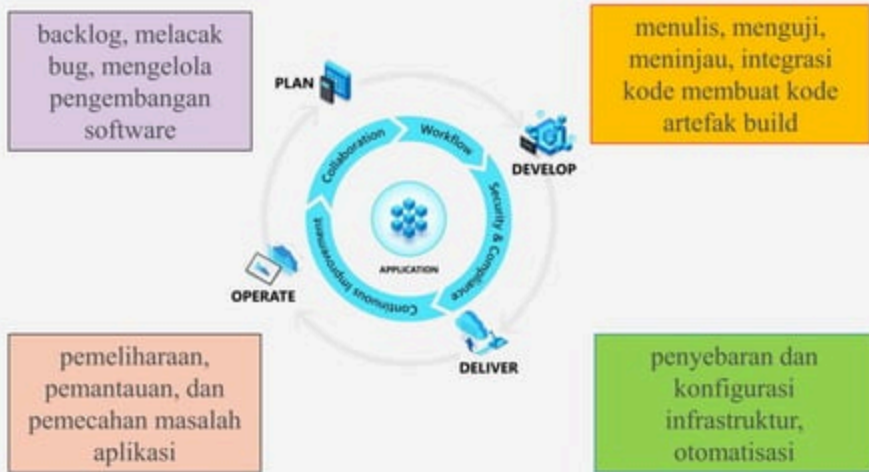 backlog, melacak
bug, mengelola
pengembangan
software
menulis, menguji,
meninjau, integrasi
kode membuat kode
artefak build
PLAN
DEVELOP
Collaboration
Workflow
Security & Compliance
Continuous Improvement
APPLICATION
OPERATE
DELIVER
pemeliharaan,
pemantauan, dan
pemecahan masalah
aplikasi
penyebaran dan
konfigurasi
infrastruktur,
otomatisasi